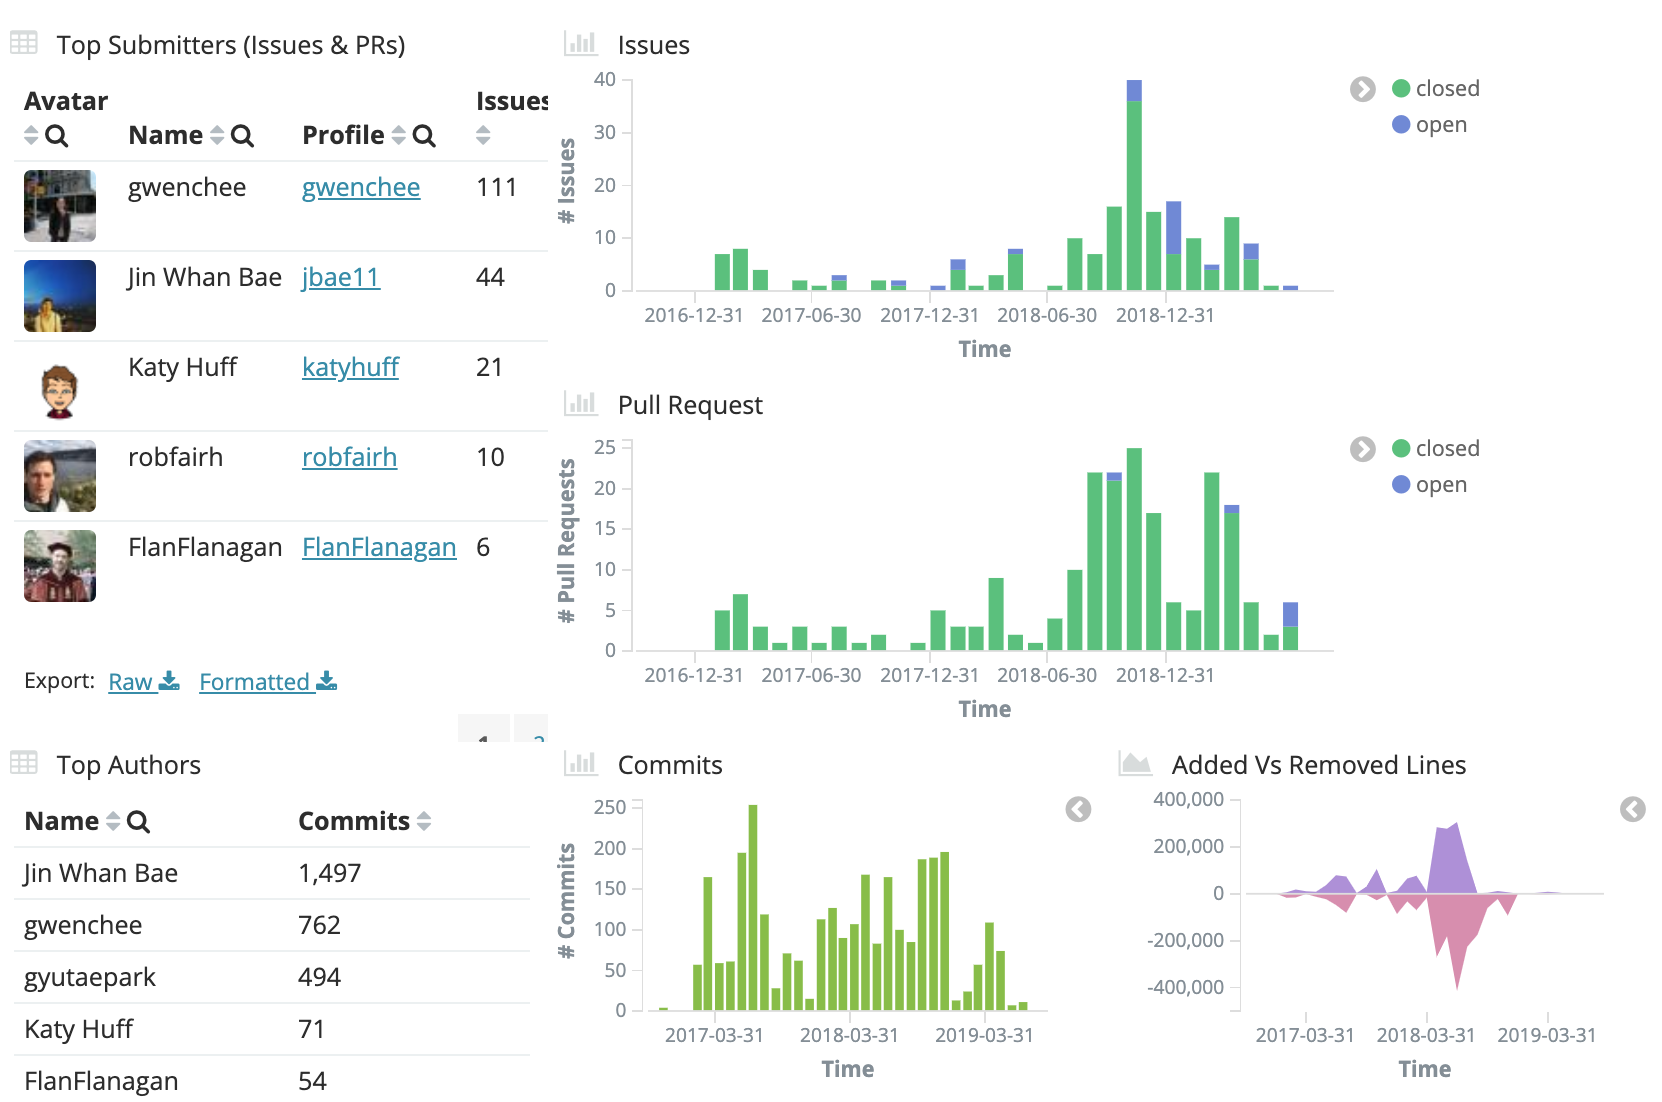 Top Submitters (Issues & PRs)
Avatar
Name
Profile
Issues
gwenchee gwenchee 111
Jin Whan Bae jbae11 44
Katy Huff katyhuff 21
robfairh robfairh 10
FlanFlanagan FlanFlanagan 6
Export: Raw Formatted
Issues
40
30
20
10
0
# Issues
2016-12-31 2017-06-30 2017-12-31 2018-06-30 2018-12-31
Time
closed
open
Pull Request
25
20
15
10
5
0
# Pull Requests
2016-12-31 2017-06-30 2017-12-31 2018-06-30 2018-12-31
Time
closed
open
Top Authors
Name Commits
Jin Whan Bae 1,497
gwenchee 762
gyutaepark 494
Katy Huff 71
FlanFlanagan 54
Commits
250
200
150
100
50
0
# Commits
2017-03-31 2018-03-31 2019-03-31
Time
Added Vs Removed Lines
400,000
200,000
0
-200,000
-400,000
2017-03-31 2018-03-31 2019-03-31
Time